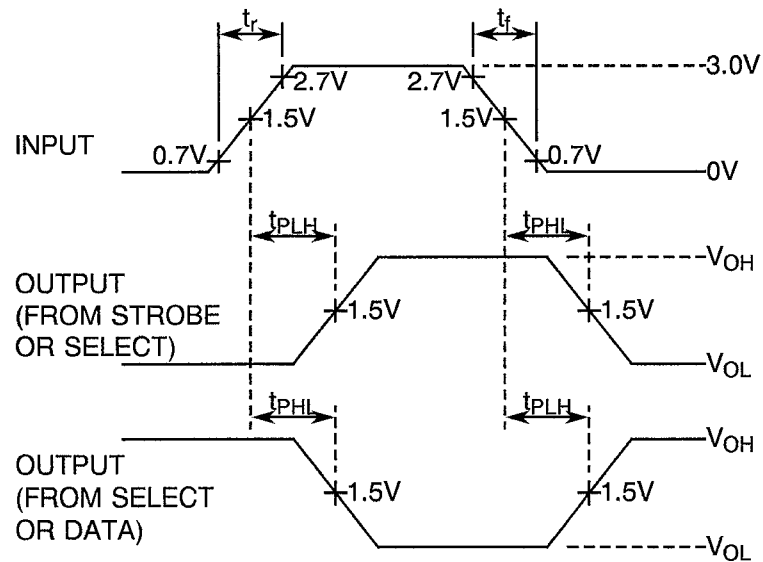 tr
tf
2.7V
2.7V
3.0V
1.5V
1.5V
INPUT
0.7V
0.7V
0V
tPLH
tPHL
VOH
OUTPUT
(FROM STROBE
OR SELECT)
1.5V
1.5V
VOL
tPHL
tPLH
VOH
OUTPUT
(FROM SELECT
OR DATA)
1.5V
1.5V
VOL